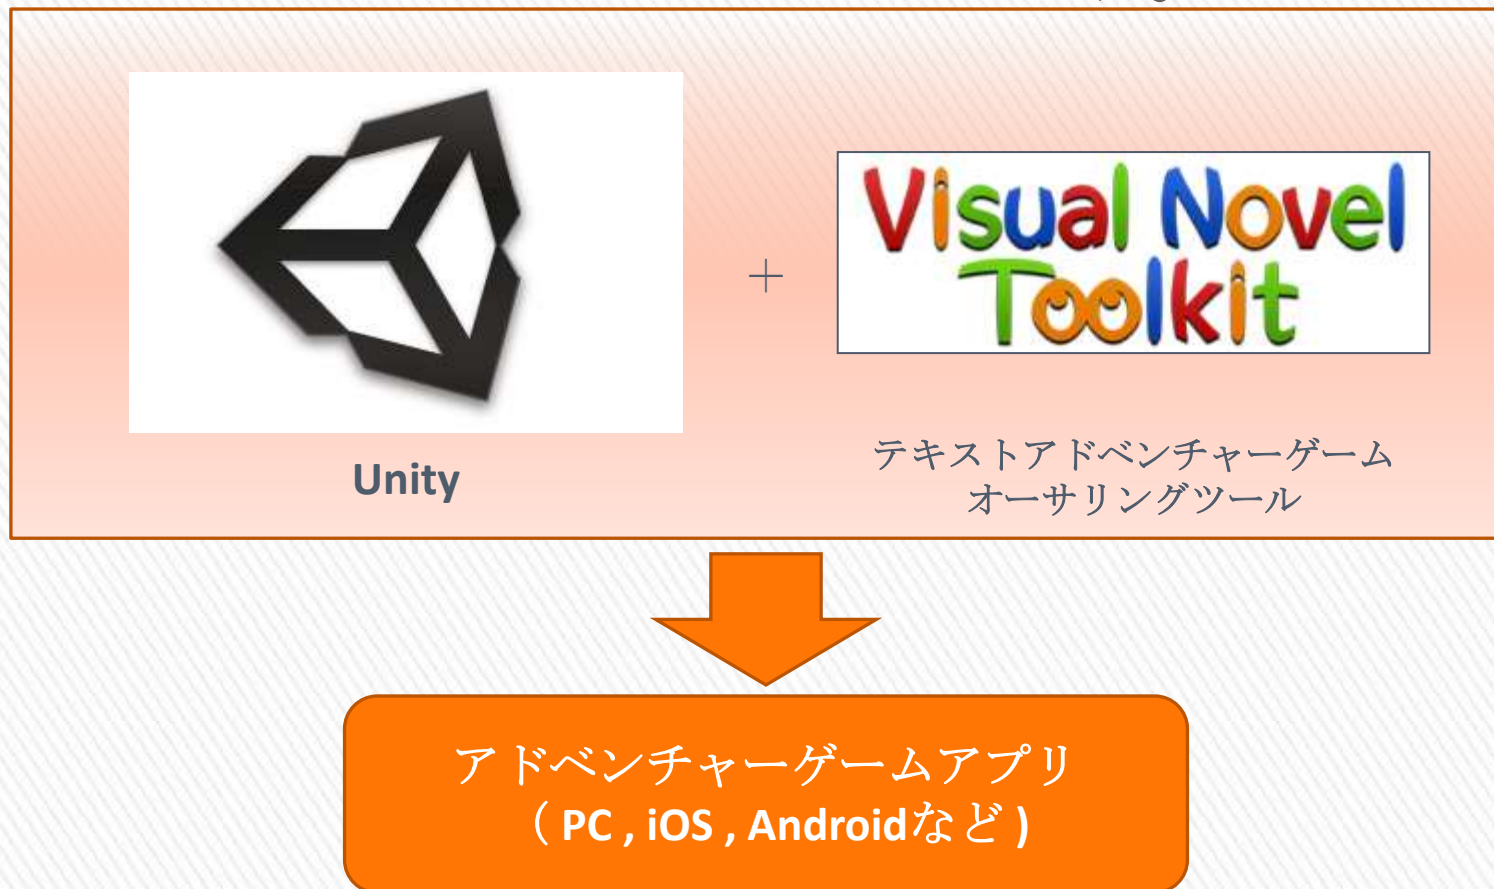 Unity
+
Visual Novel
Toolkit
テキストアドベンチャーゲーム
オーサリングツール
アドベンチャーゲームアプリ
（ PC , iOS , Androidなど )